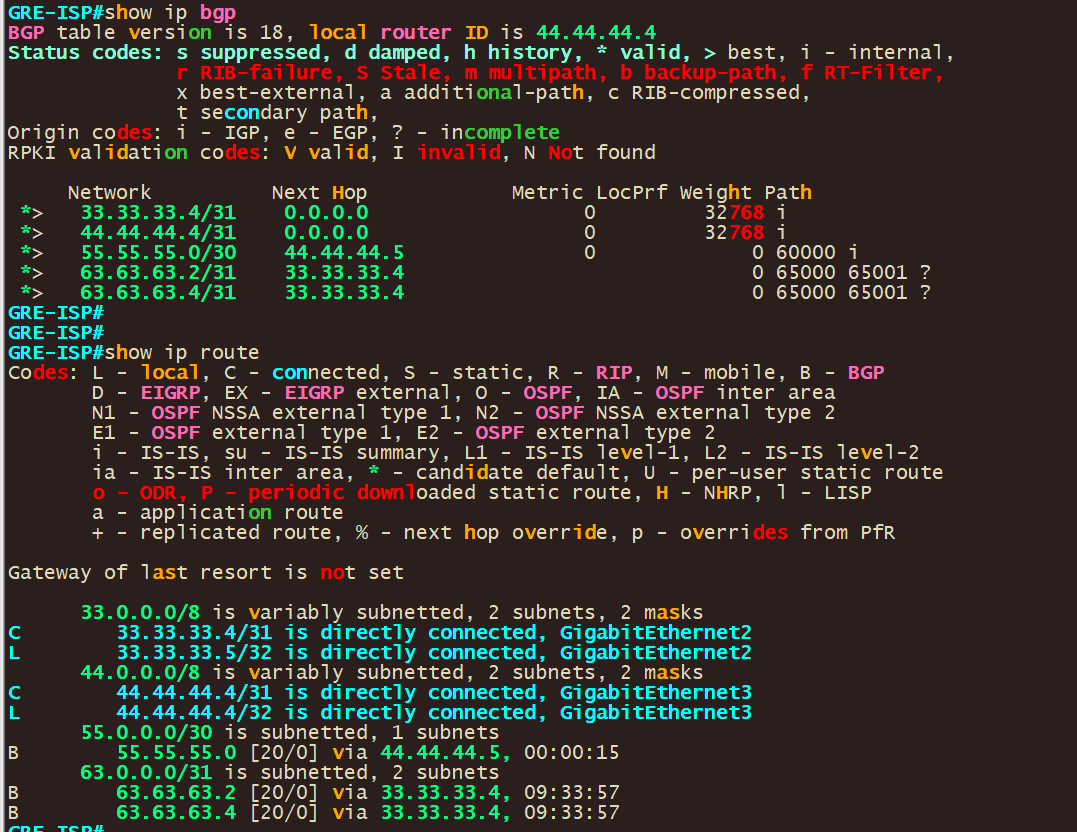 GRE-ISP#show ip bgp
BGP table version is 18, local router ID is 44.44.44.4
Status codes: s suppressed, d damped, h history, * valid, > best, i - internal,
              r RIB-failure, S Stale, m multipath, b backup-path, f RT-Filter,
              x best-external, a additional-path, c RIB-compressed,
              t secondary path,
Origin codes: i - IGP, e - EGP, ? - incomplete
RPKI validation codes: V valid, I invalid, N Not found

     Network          Next Hop            Metric LocPrf Weight Path
 *>   33.33.33.4/31    0.0.0.0                  0         32768 i
 *>   44.44.44.4/31    0.0.0.0                  0         32768 i
 *>   55.55.55.0/30    44.44.44.5               0             0 60000 i
 *>   63.63.63.2/31    33.33.33.4                             0 65000 65001 ?
 *>   63.63.63.4/31    33.33.33.4                             0 65000 65001 ?
GRE-ISP#
GRE-ISP#
GRE-ISP#show ip route
Codes: L - local, C - connected, S - static, R - RIP, M - mobile, B - BGP
       D - EIGRP, EX - EIGRP external, O - OSPF, IA - OSPF inter area
       N1 - OSPF NSSA external type 1, N2 - OSPF NSSA external type 2
       E1 - OSPF external type 1, E2 - OSPF external type 2
       i - IS-IS, su - IS-IS summary, L1 - IS-IS level-1, L2 - IS-IS level-2
       ia - IS-IS inter area, * - candidate default, U - per-user static route
       o - ODR, P - periodic downloaded static route, H - NHRP, l - LISP
       a - application route
       + - replicated route, % - next hop override, p - overrides from PfR

Gateway of last resort is not set

      33.0.0.0/8 is variably subnetted, 2 subnets, 2 masks
C        33.33.33.4/31 is directly connected, GigabitEthernet2
L        33.33.33.5/32 is directly connected, GigabitEthernet2
      44.0.0.0/8 is variably subnetted, 2 subnets, 2 masks
C        44.44.44.4/31 is directly connected, GigabitEthernet3
L        44.44.44.4/32 is directly connected, GigabitEthernet3
      55.0.0.0/30 is subnetted, 1 subnets
B        55.55.55.0 [20/0] via 44.44.44.5, 00:00:15
      63.0.0.0/31 is subnetted, 2 subnets
B        63.63.63.2 [20/0] via 33.33.33.4, 09:33:57
B        63.63.63.4 [20/0] via 33.33.33.4, 09:33:57
GRE-ISP#